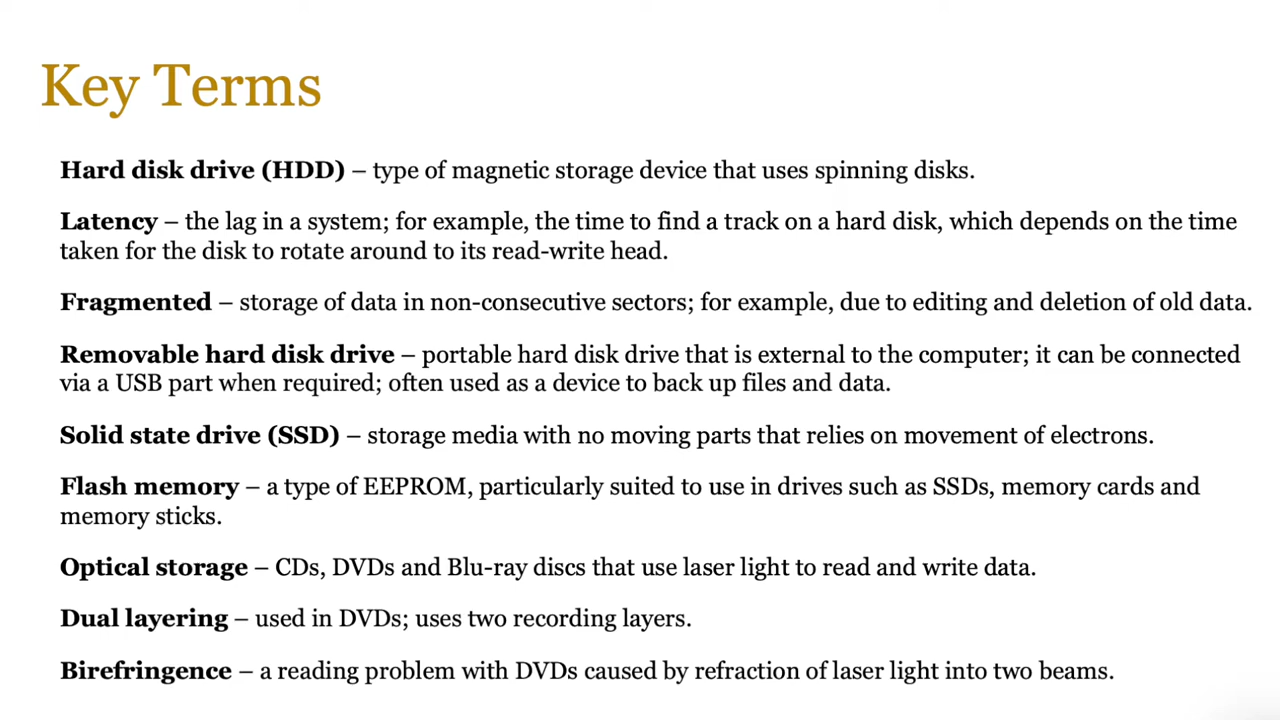 Key Terms
Hard disk drive (HDD) – type of magnetic storage device that uses spinning disks.
Latency – the lag in a system; for example, the time to find a track on a hard disk, which depends on the time
taken for the disk to rotate around to its read-write head.
Fragmented – storage of data in non-consecutive sectors; for example, due to editing and deletion of old data.
Removable hard disk drive – portable hard disk drive that is external to the computer; it can be connected
via a USB part when required; often used as a device to back up files and data.
Solid state drive (SSD) – storage media with no moving parts that relies on movement of electrons.
Flash memory – a type of EEPROM, particularly suited to use in drives such as SSDs, memory cards and
memory sticks.
Optical storage – CDs, DVDs and Blu-ray discs that use laser light to read and write data.
Dual layering – used in DVDs; uses two recording layers.
Birefringence – a reading problem with DVDs caused by refraction of laser light into two beams.